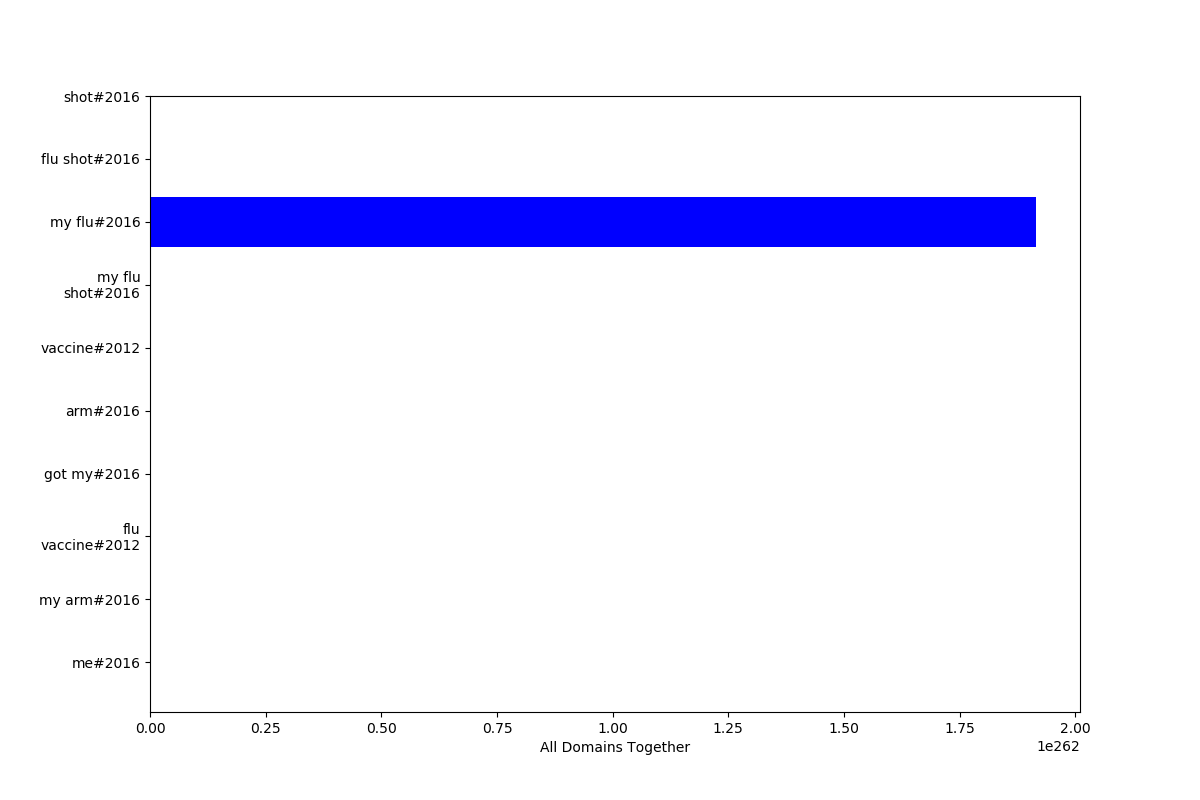 shot#2016
flu shot#2016
my flu#2016
my flu
shot#2016
vaccine#2012
arm#2016
got my#2016
flu
vaccine#2012
my arm#2016
me#2016
0.00 0.25 0.50 0.75 1.00 1.25 1.50 1.75 2.00
All Domains Together
1e262